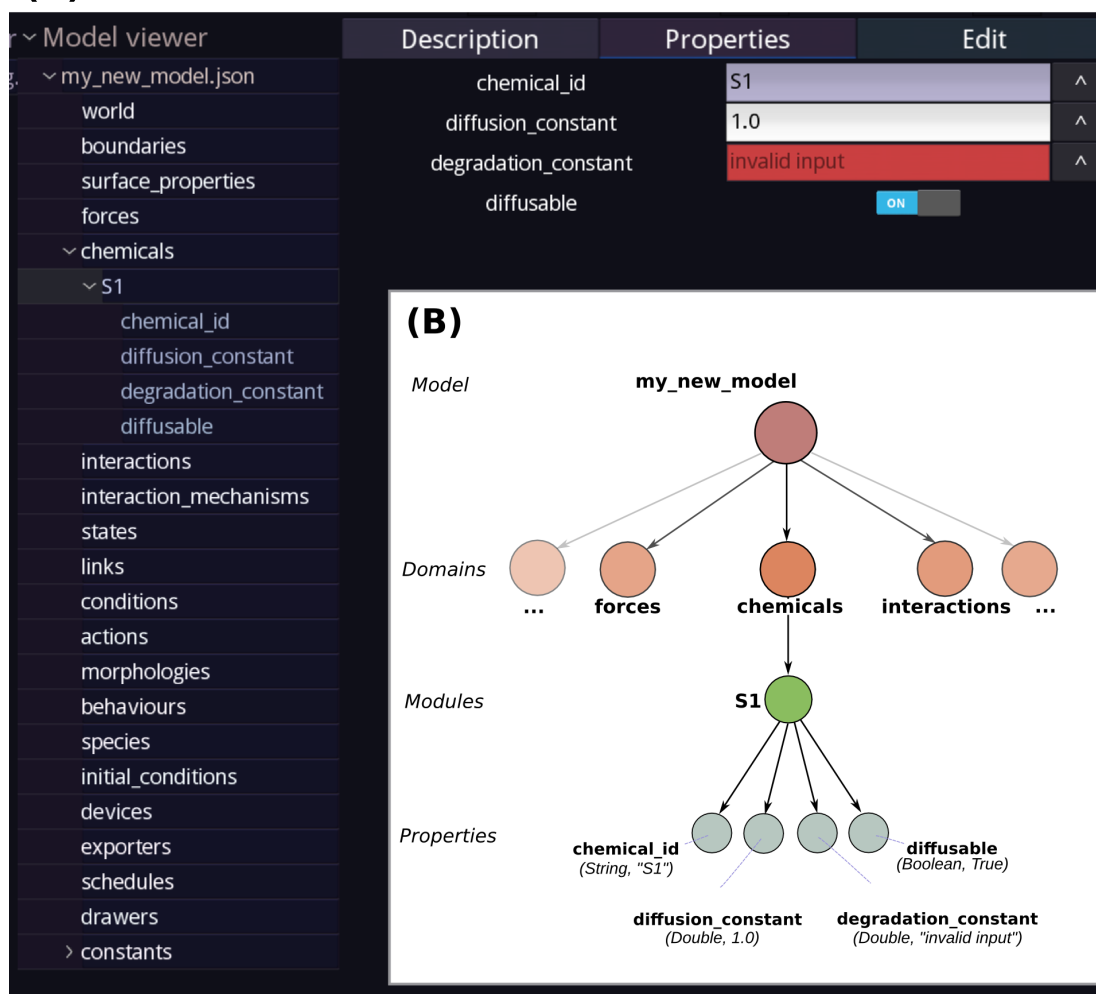 Model viewer
my_new_model.json
world
boundaries
surface_properties
forces
chemicals
S1
chemical_id
diffusion_constant
degradation_constant
diffusable
interactions
interaction_mechanisms
states
links
conditions
actions
morphologies
behaviours
species
initial_conditions
devices
exporters
schedules
drawers
constants
Description Properties Edit
chemical_id S1
diffusion_constant 1.0
degradation_constant invalid input
diffusable ON
(B)
Model my_new_model
Domains
... forces chemicals interactions ...
Modules S1
Properties
chemical_id
(String, "S1")
diffusable
(Boolean, True)
diffusion_constant
(Double, 1.0)
degradation_constant
(Double, "invalid input")